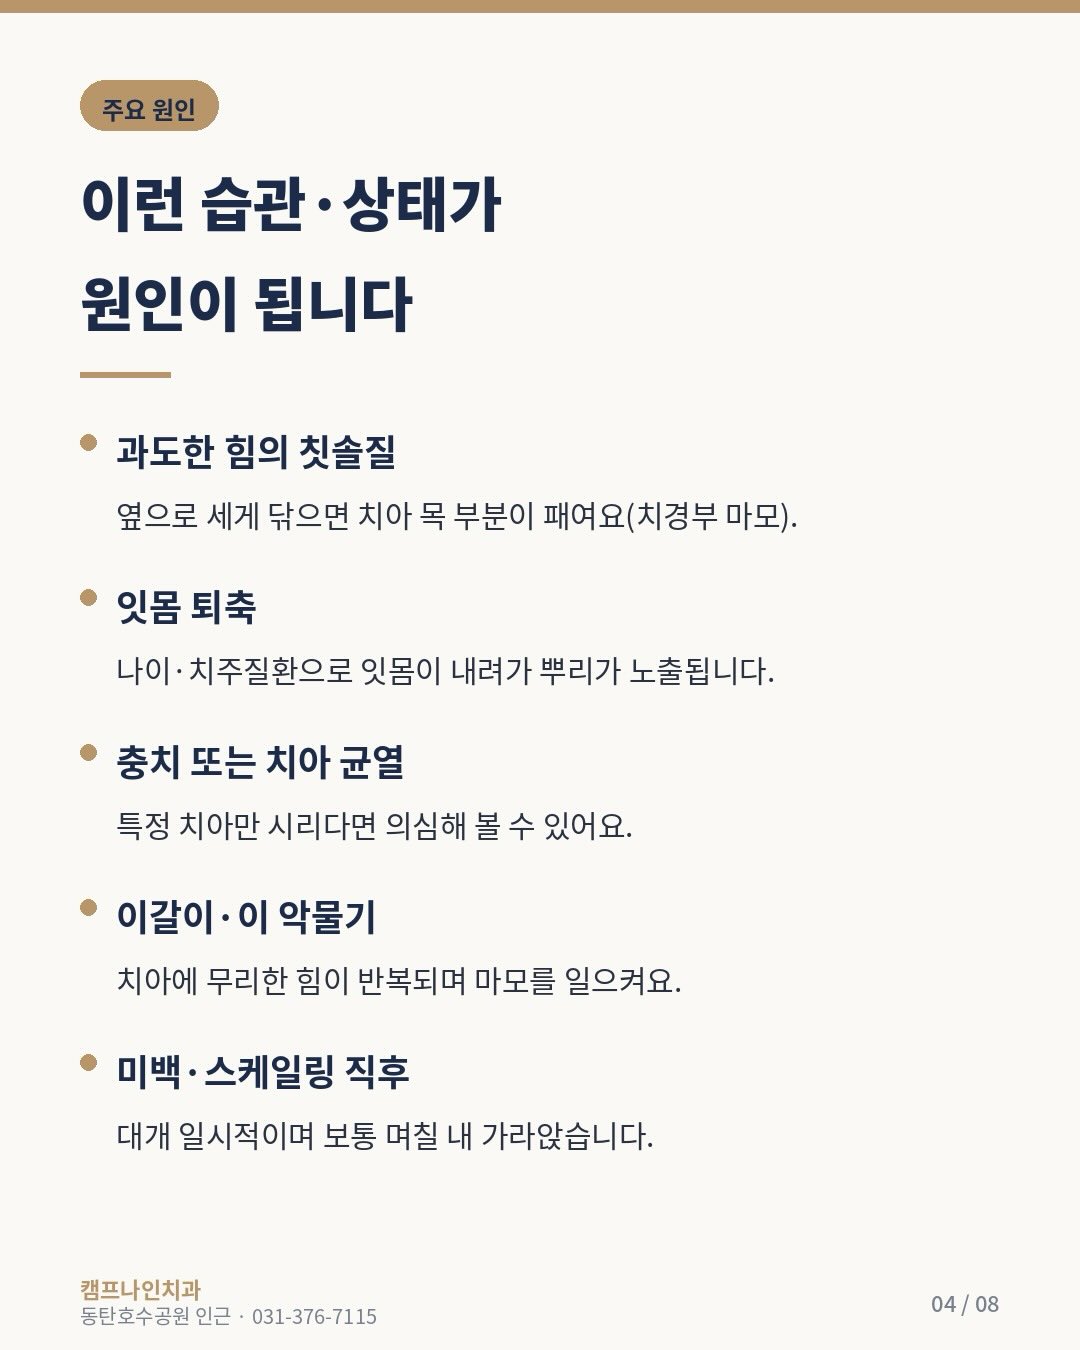 주요 원인
이런 습관·상태가
원인이 됩니다
과도한 힘의 칫솔질
옆으로 세게 닦으면 치아 목 부분이 패여요(치경부 마모).
잇몸 퇴축
나이·치주질환으로 잇몸이 내려가 뿌리가 노출됩니다.
충치 또는 치아 균열
특정 치아만 시리다면 의심해 볼 수 있어요.
이갈이·이 악물기
치아에 무리한 힘이 반복되며 마모를 일으켜요.
미백·스케일링 직후
대개 일시적이며 보통 며칠 내 가라앉습니다.
캠프나인치과
동탄호수공원 인근 · 031-376-7115
04 / 08